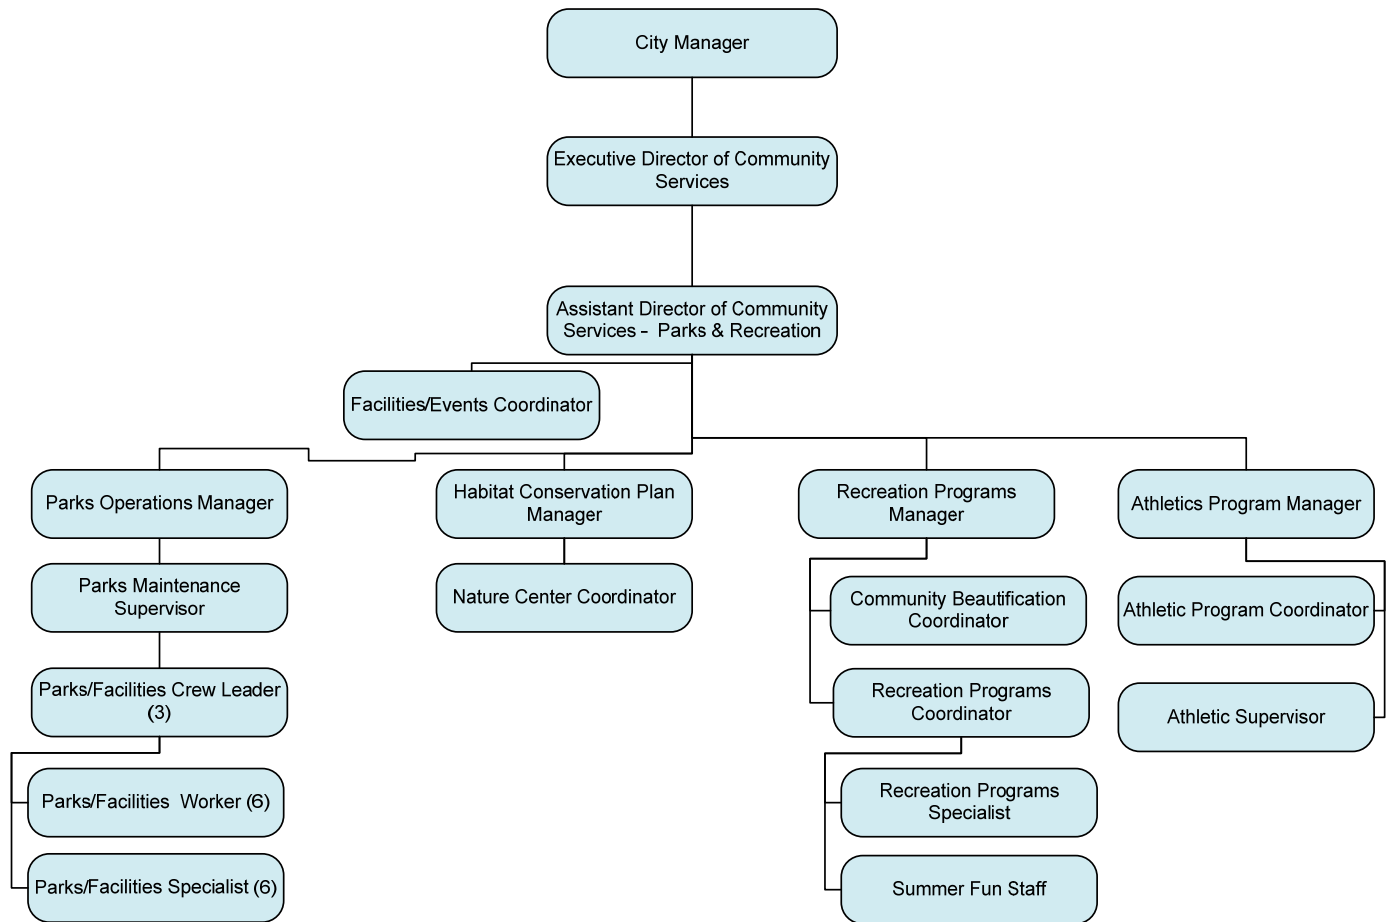 City Manager
Executive Director of Community
Services
Assistant Director of Community
Services - Parks & Recreation
Facilities/Events Coordinator
Parks Operations Manager
Habitat Conservation Plan
Manager
Recreation Programs
Manager
Athletics Program Manager
Parks Maintenance
Supervisor
Nature Center Coordinator
Community Beautification
Coordinator
Athletic Program Coordinator
Parks/Facilities Crew Leader
(3)
Recreation Programs
Coordinator
Athletic Supervisor
Parks/Facilities Worker (6)
Recreation Programs
Specialist
Parks/Facilities Specialist (6)
Summer Fun Staff